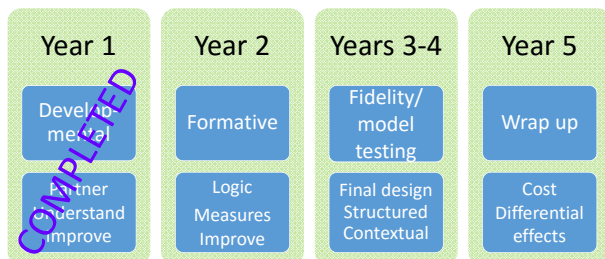 Year 1
Develop-
mental
Partner
Understand
Improve
COMPLETED
Year 2
Formative
Logic
Measures
Improve
Years 3-4
Fidelity/
model
testing
Final design
Structured
Contextual
Year 5
Wrap up
Cost
Differential
effects